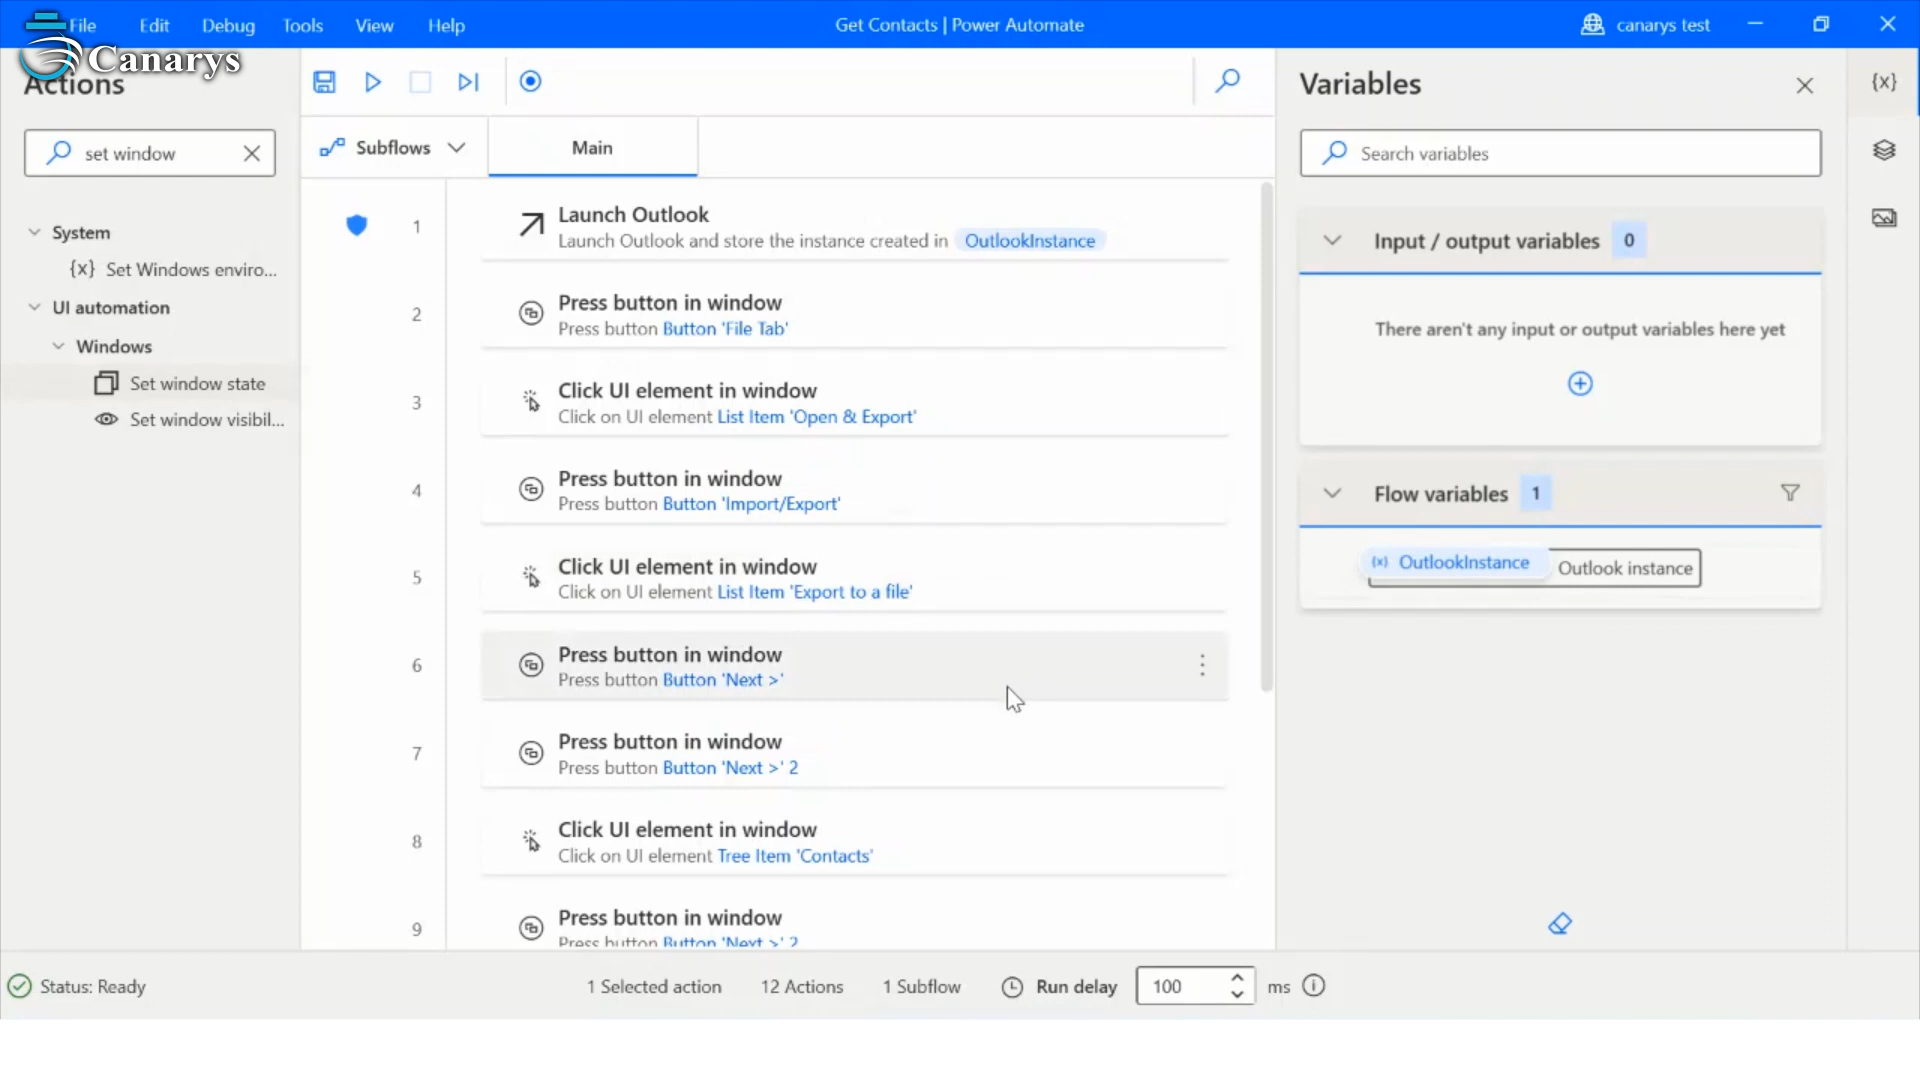 File Edit Debug Tools View Help Get Contacts | Power Automate canarys test
Canarys
Actions
set window
System
{x} Set Windows enviro...
UI automation
Windows
Set window state
Set window visibil...
Subflows Main
1 Launch Outlook
Launch Outlook and store the instance created in OutlookInstance
2 Press button in window
Press button Button 'File Tab'
3 Click UI element in window
Click on UI element List Item 'Open & Export'
4 Press button in window
Press button Button 'Import/Export'
5 Click UI element in window
Click on UI element List Item 'Export to a file'
6 Press button in window
Press button Button 'Next >'
7 Press button in window
Press button Button 'Next >' 2
8 Click UI element in window
Click on UI element Tree Item 'Contacts'
9 Press button in window
Press button Button 'Next >' 2
Variables
{x}
Search variables
Input / output variables 0
There aren't any input or output variables here yet
Flow variables 1
(x) OutlookInstance Outlook instance
Status: Ready 1 Selected action 12 Actions 1 Subflow Run delay 100 ms